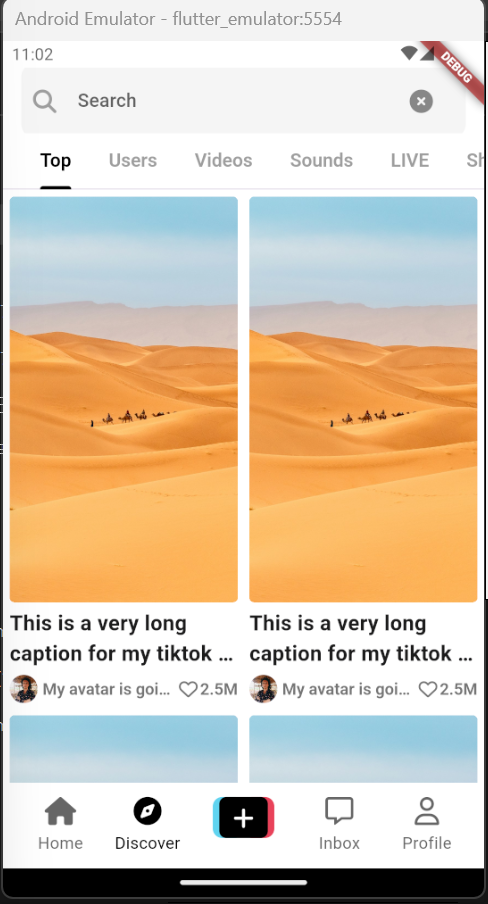 Android Emulator - flutter_emulator:5554
11:02
DEBUG
Search
Top Users Videos Sounds LIVE Sh
This is a very long
caption for my tiktok ...
My avatar is goi... 2.5M
This is a very long
caption for my tiktok ...
My avatar is goi... 2.5M
Home Discover Inbox Profile